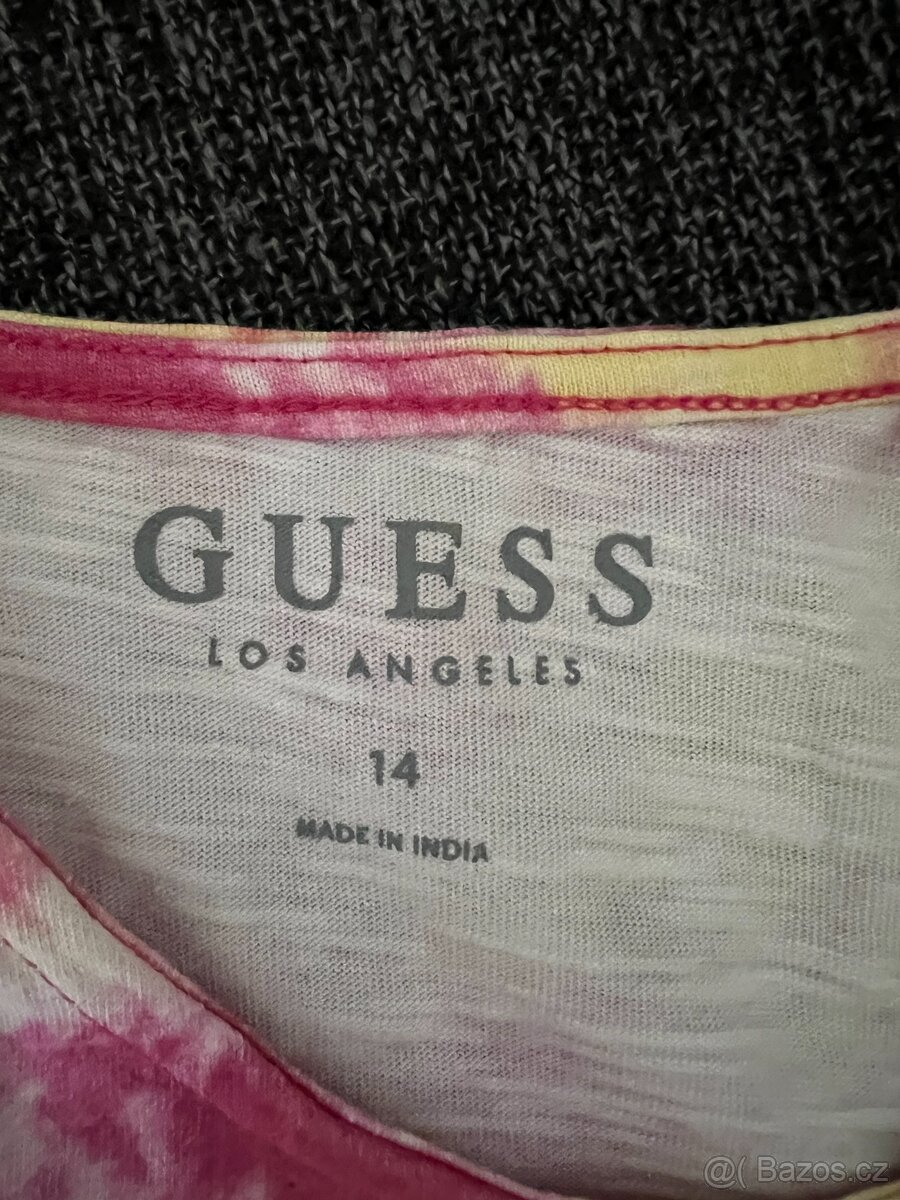 GUESS
LOS ANGELES
14
MADE IN INDIA
@( Bazos.cz